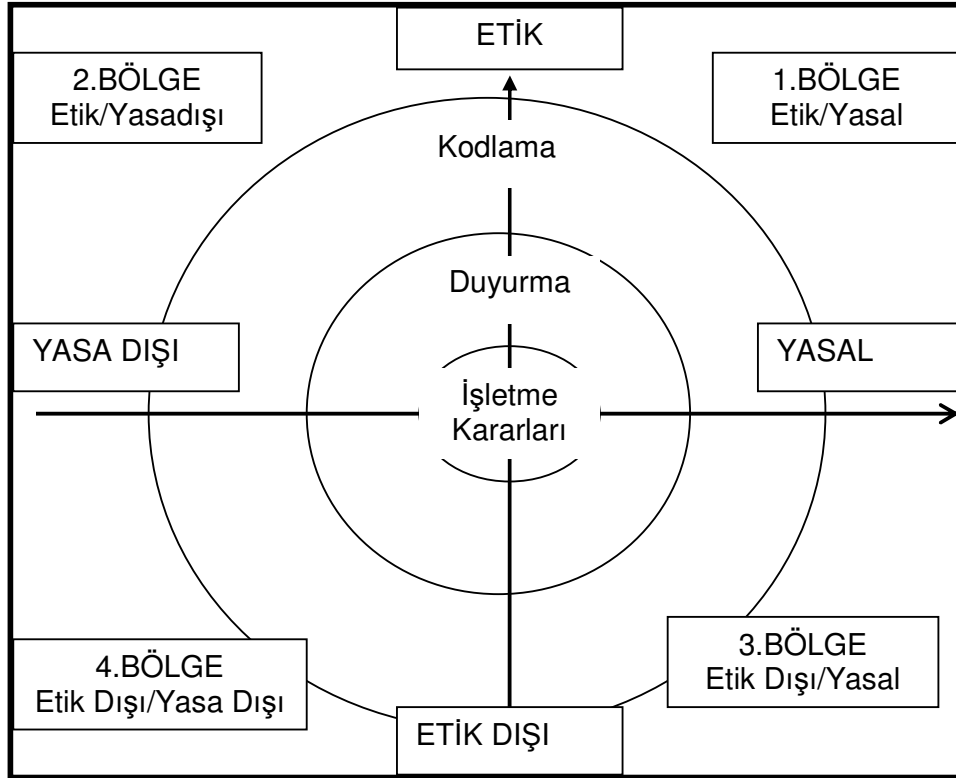 ETİK
2.BÖLGE
Etik/Yasadışı
1.BÖLGE
Etik/Yasal
Kodlama
Duyurma
YASA DIŞI
YASAL
İşletme
Kararları
4.BÖLGE
Etik Dışı/Yasa Dışı
3.BÖLGE
Etik Dışı/Yasal
ETİK DIŞI